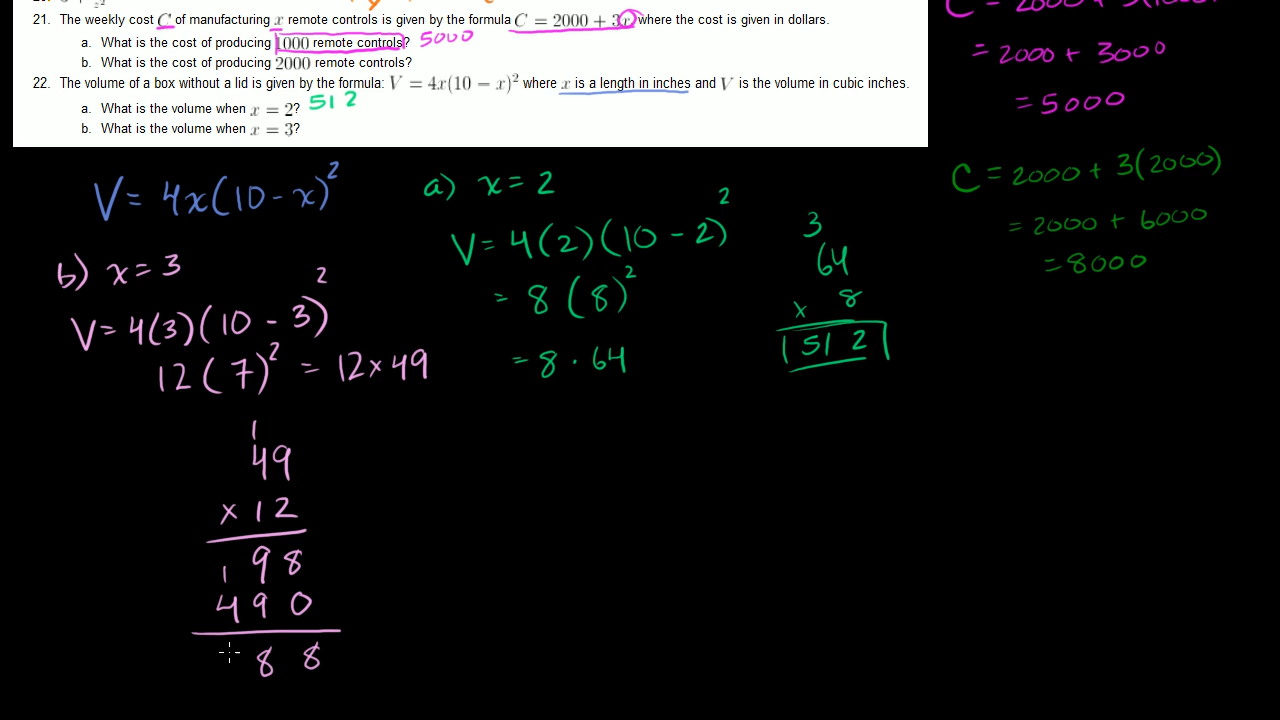 21. The weekly cost C of manufacturing x remote controls is given by the formula C = 2000 + 3x where the cost is given in dollars.
a. What is the cost of producing 1000 remote controls? 5000
b. What is the cost of producing 2000 remote controls?
22. The volume of a box without a lid is given by the formula: V = 4x(10 − x)² where x is a length in inches and V is the volume in cubic inches.
a. What is the volume when x = 2? 512
b. What is the volume when x = 3?
V = 4x(10 - x)²
b) x = 3
V = 4(3)(10 - 3)²
12(7)² = 12 x 49
1
49
x 12
198
490
88
a) x = 2
V = 4(2)(10 - 2)²
= 8(8)²
= 8 · 64
3
64
x 8
512
= 2000 + 3000
= 5000
C = 2000 + 3(2000)
= 2000 + 6000
= 8000